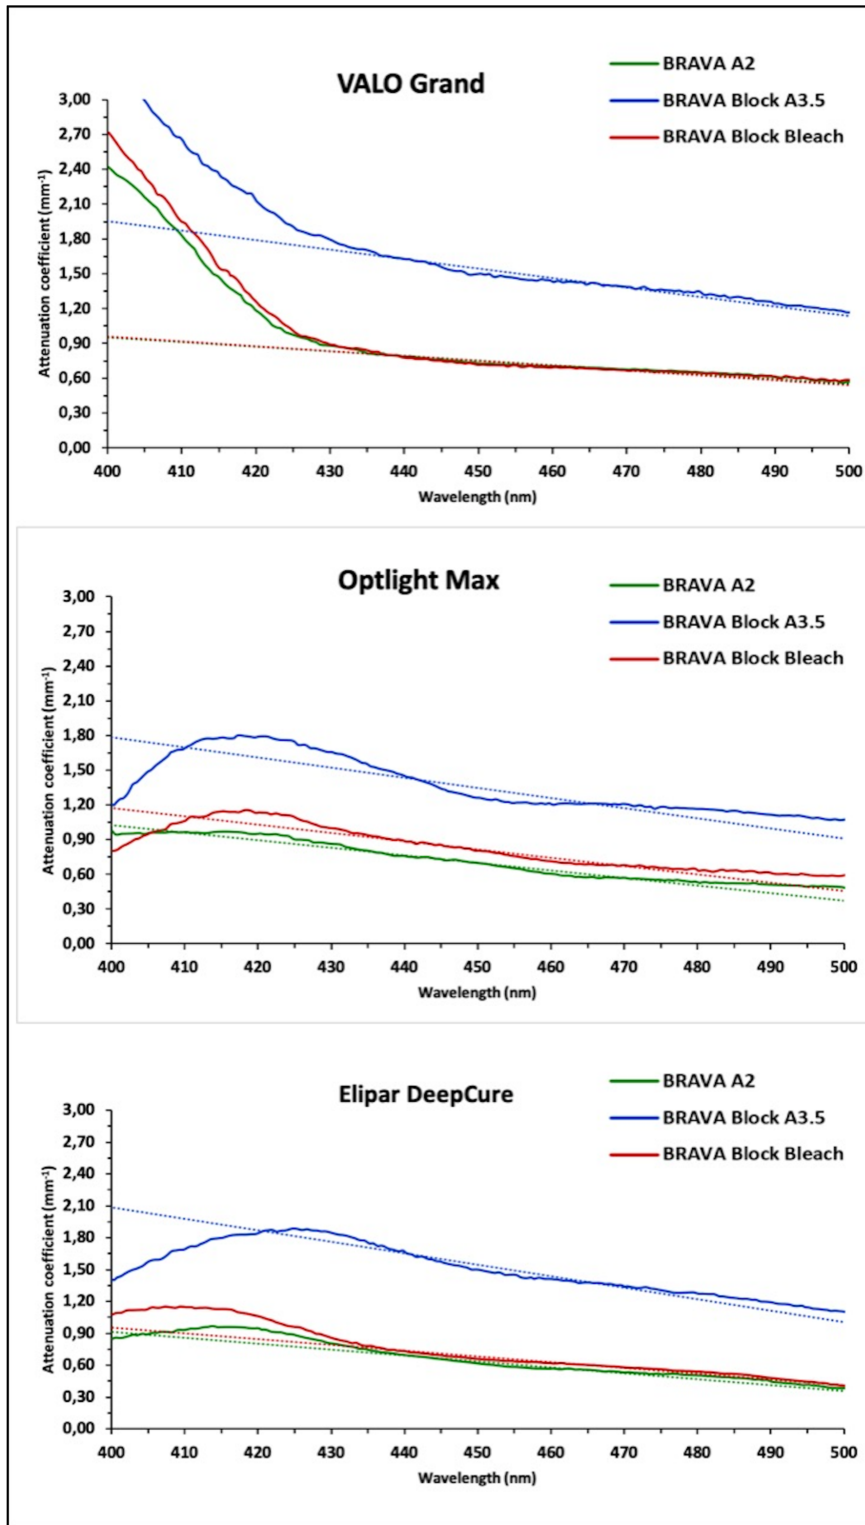 VALO Grand
BRAVA A2
BRAVA Block A3.5
BRAVA Block Bleach
Attenuation coefficient (mm⁻¹)
3,00
2,70
2,40
2,10
1,80
1,50
1,20
0,90
0,60
0,30
0,00
400 410 420 430 440 450 460 470 480 490 500
Wavelength (nm)
Optlight Max
BRAVA A2
BRAVA Block A3.5
BRAVA Block Bleach
Attenuation coefficient (mm⁻¹)
3,00
2,70
2,40
2,10
1,80
1,50
1,20
0,90
0,60
0,30
0,00
400 410 420 430 440 450 460 470 480 490 500
Wavelength (nm)
Elipar DeepCure
BRAVA A2
BRAVA Block A3.5
BRAVA Block Bleach
Attenuation coefficient (mm⁻¹)
3,00
2,70
2,40
2,10
1,80
1,50
1,20
0,90
0,60
0,30
0,00
400 410 420 430 440 450 460 470 480 490 500
Wavelength (nm)